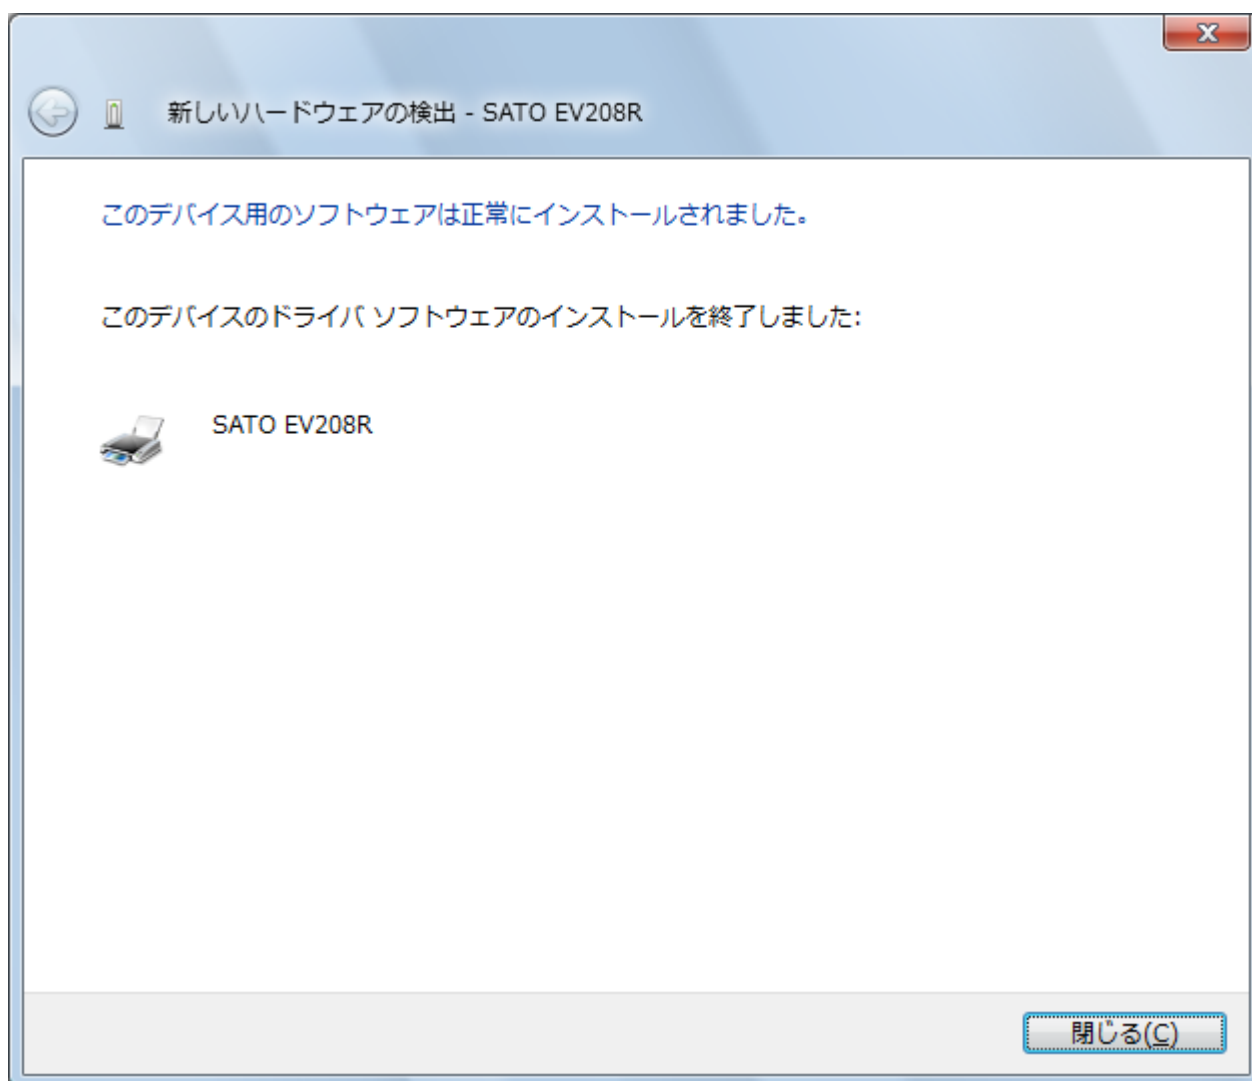 新しいハードウェアの検出 - SATO EV208R
このデバイス用のソフトウェアは正常にインストールされました。
このデバイスのドライバ ソフトウェアのインストールを終了しました:
SATO EV208R
閉じる(C)